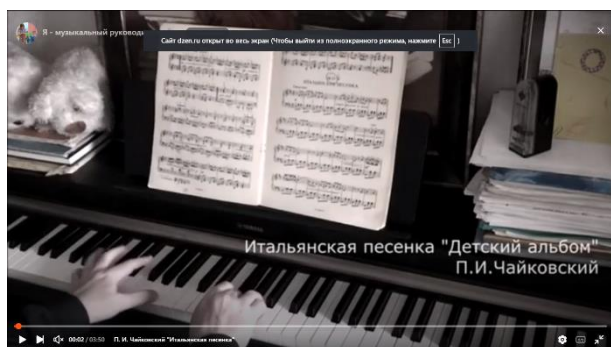 Я - музыкальный руковод
Сайт dzen.ru открыт во весь экран (Чтобы выйти из полноэкранного режима, нажмите Esc )
Итальянская песенка "Детский альбом"
П.И.Чайковский
00:02 / 03:50 П. И. Чайковский "Итальянская песенка"